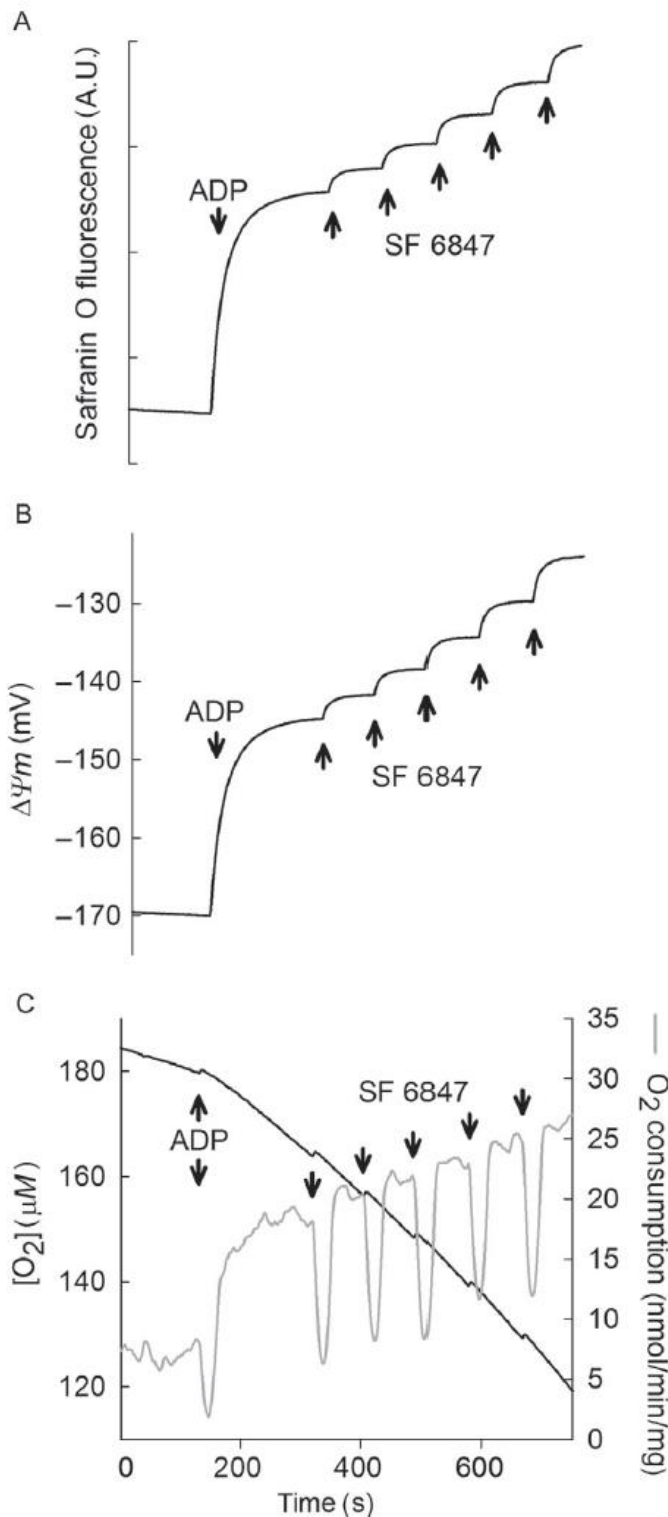 A
Safranin O fluorescence (A.U.)
ADP
SF 6847
B
ΔΨm (mV)
–130
–140
–150
–160
–170
ADP
SF 6847
C
[O2] (μM)
180
160
140
120
ADP
SF 6847
35
30
25
20
15
10
5
0
O2 consumption (nmol/min/mg)
0 200 400 600
Time (s)